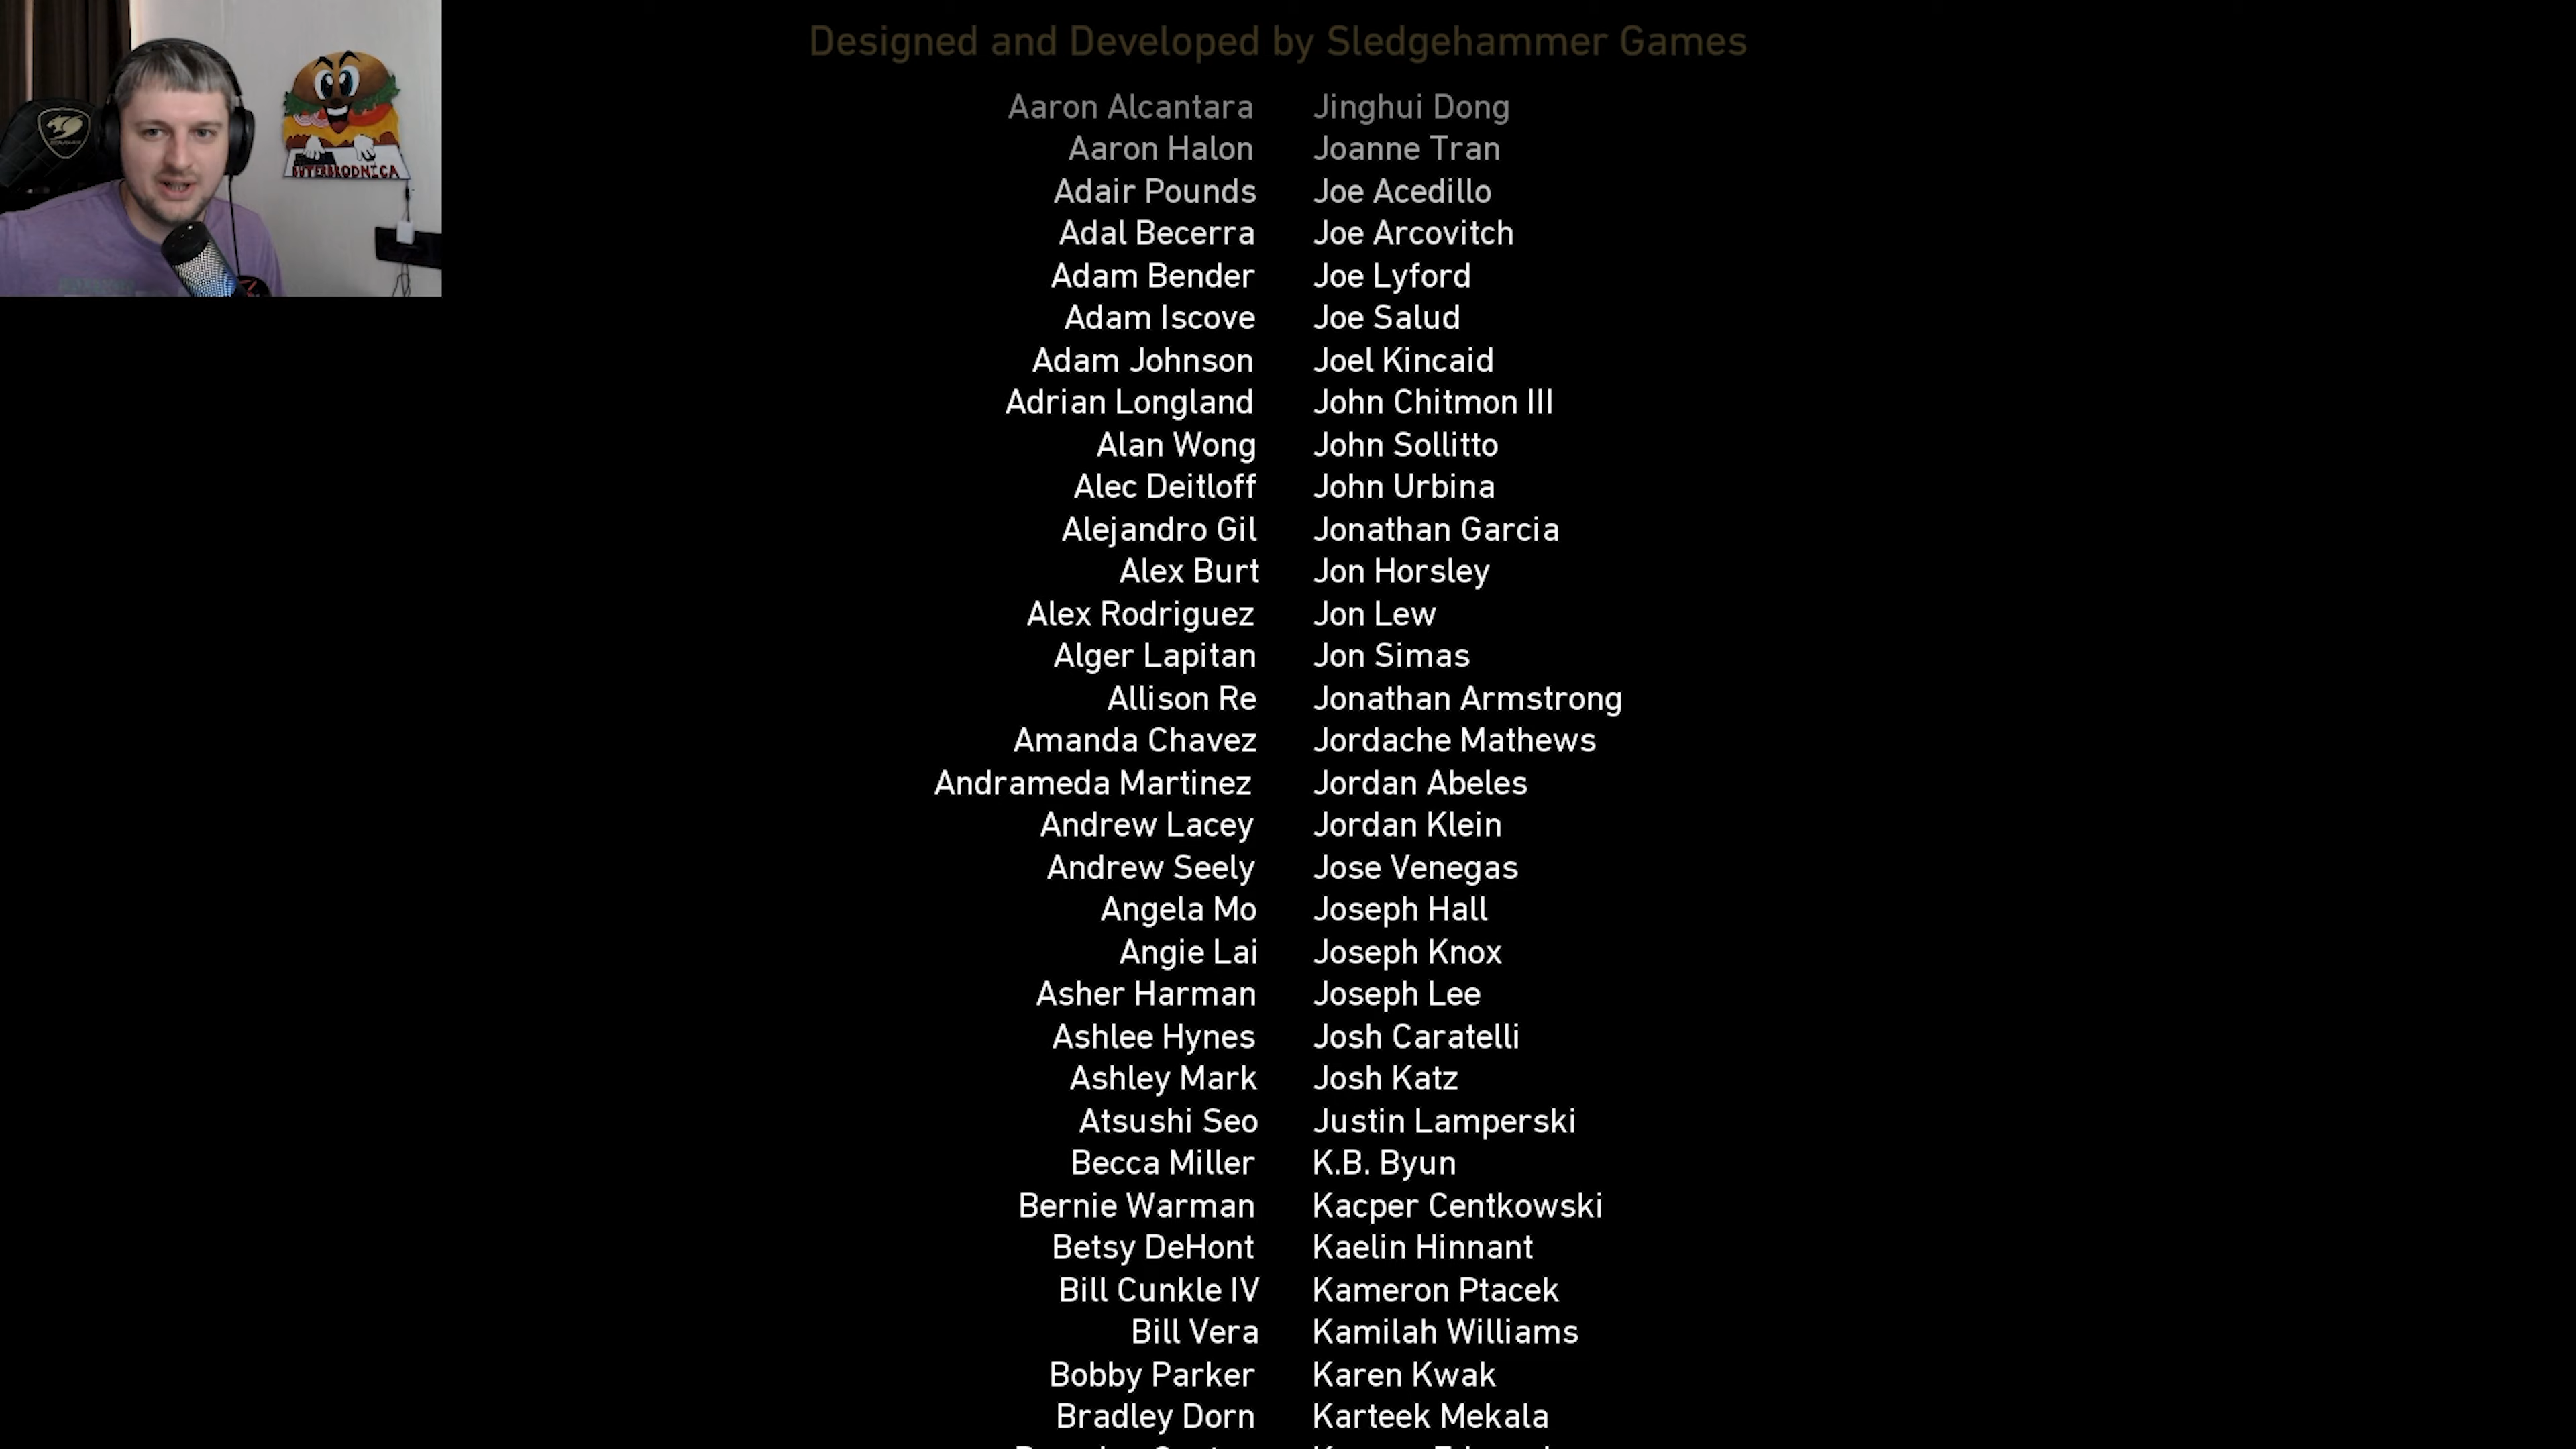 Designed and Developed by Sledgehammer Games
BUTERBRODNICA
Aaron Alcantara Jinghui Dong
Aaron Halon Joanne Tran
Adair Pounds Joe Acedillo
Adal Becerra Joe Arcovitch
Adam Bender Joe Lyford
Adam Iscove Joe Salud
Adam Johnson Joel Kincaid
Adrian Longland John Chitmon III
Alan Wong John Sollitto
Alec Deitloff John Urbina
Alejandro Gil Jonathan Garcia
Alex Burt Jon Horsley
Alex Rodriguez Jon Lew
Alger Lapitan Jon Simas
Allison Re Jonathan Armstrong
Amanda Chavez Jordache Mathews
Andrameda Martinez Jordan Abeles
Andrew Lacey Jordan Klein
Andrew Seely Jose Venegas
Angela Mo Joseph Hall
Angie Lai Joseph Knox
Asher Harman Joseph Lee
Ashlee Hynes Josh Caratelli
Ashley Mark Josh Katz
Atsushi Seo Justin Lamperski
Becca Miller K.B. Byun
Bernie Warman Kacper Centkowski
Betsy DeHont Kaelin Hinnant
Bill Cunkle IV Kameron Ptacek
Bill Vera Kamilah Williams
Bobby Parker Karen Kwak
Bradley Dorn Karteek Mekala